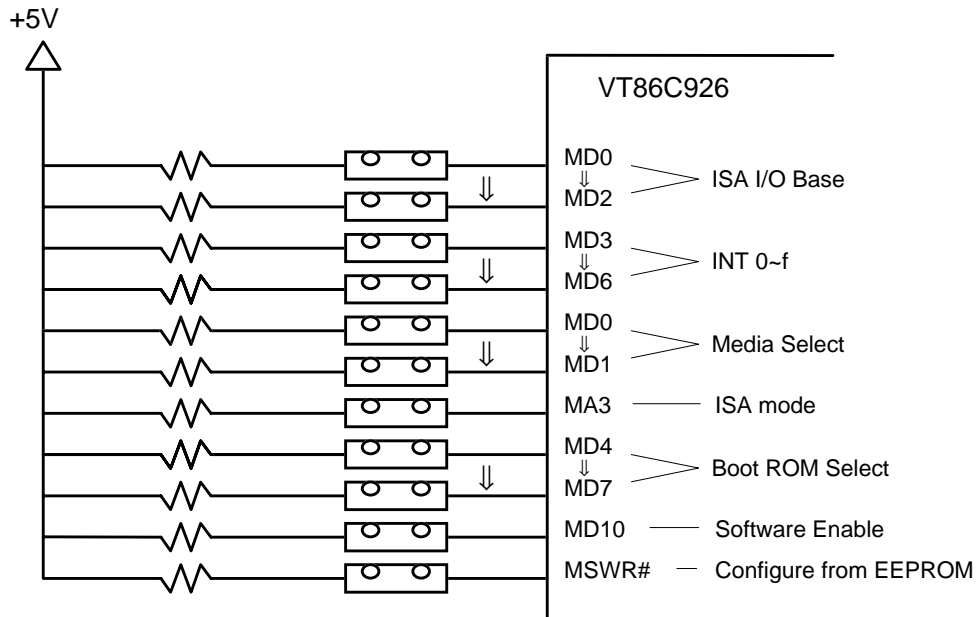 +5V
VT86C926
MD0
⇓
MD2
ISA I/O Base
⇓
MD3
⇓
MD6
INT 0~f
⇓
MD0
⇓
MD1
Media Select
⇓
MA3
ISA mode
MD4
⇓
MD7
Boot ROM Select
⇓
MD10
Software Enable
MSWR#
Configure from EEPROM